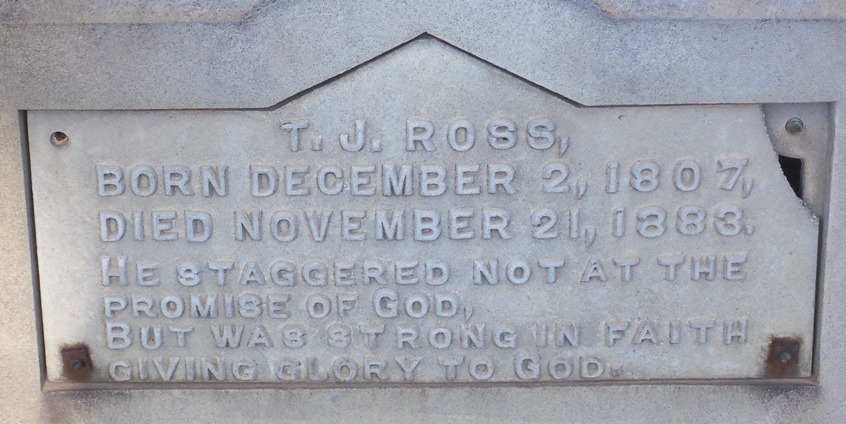 T. J. ROSS,
BORN DECEMBER 2, 1807,
DIED NOVEMBER 21, 1883.
HE STAGGERED NOT AT THE
PROMISE OF GOD,
BUT WAS STRONG IN FAITH
GIVING GLORY TO GOD.